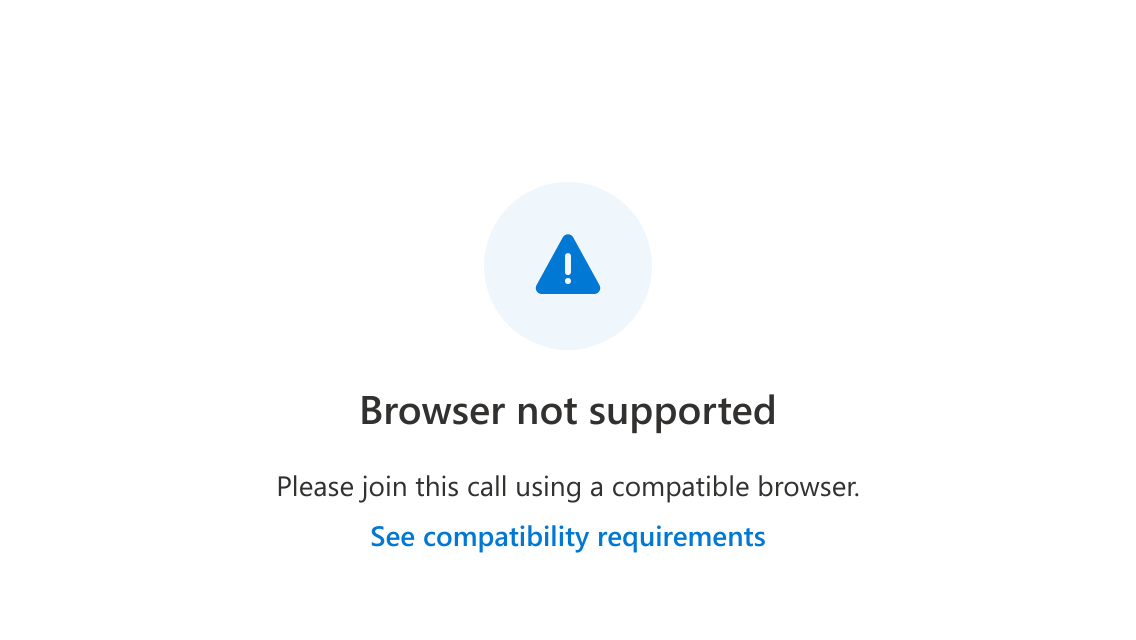 Browser not supported
Please join this call using a compatible browser.
See compatibility requirements